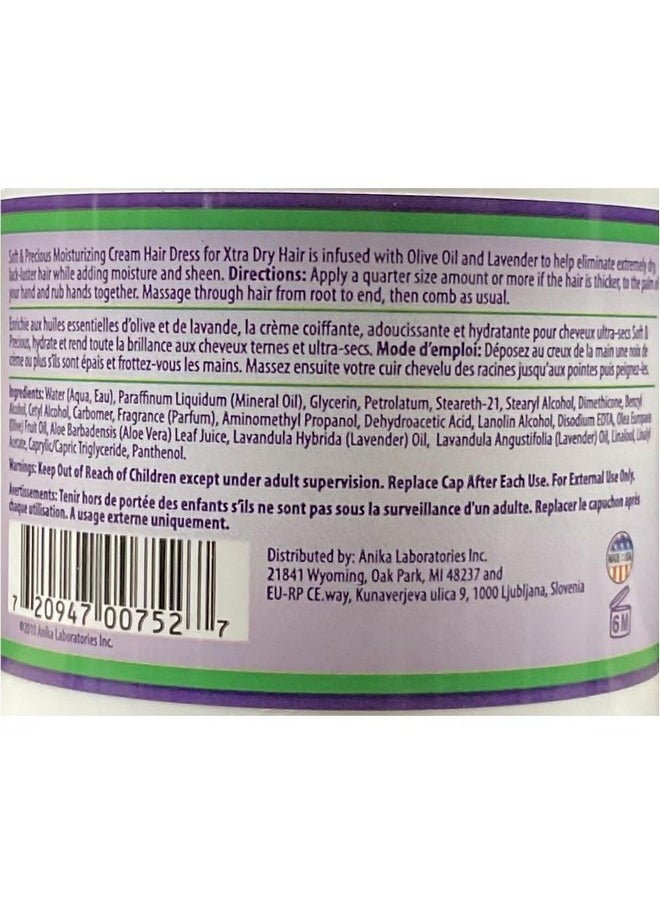 Soft & Precious Moisturizing Cream Hair Dress for Xtra Dry Hair is infused with Olive Oil and Lavender to help eliminate extremely dry,
lack-luster hair while adding moisture and sheen. Directions: Apply a quarter size amount or more if the hair is thicker, to the palm of
your hand and rub hands together. Massage through hair from root to end, then comb as usual.
Enrichie aux huiles essentielles d'olive et de lavande, la crème coiffante, adoucissante et hydratante pour cheveux ultra-secs Soft &
Precious, hydrate et rend toute la brillance aux cheveux ternes et ultra-secs. Mode d'emploi: Déposez au creux de la main une noix de
crème ou plus s'ils sont épais et frottez-vous les mains. Massez ensuite votre cuir chevelu des racines jusqu'aux pointes puis peignez-les.
Ingredients: Water (Aqua, Eau), Paraffinum Liquidum (Mineral Oil), Glycerin, Petrolatum, Steareth-21, Stearyl Alcohol, Dimethicone, Benzyl
Alcohol, Cetyl Alcohol, Carbomer, Fragrance (Parfum), Aminomethyl Propanol, Dehydroacetic Acid, Lanolin Alcohol, Disodium EDTA, Olea Europaea
(Olive) Fruit Oil, Aloe Barbadensis (Aloe Vera) Leaf Juice, Lavandula Hybrida (Lavender) Oil, Lavandula Angustifolia (Lavender) Oil, Linalool, Linalyl
Acetate, Caprylic/Capric Triglyceride, Panthenol.
Warnings: Keep Out of Reach of Children except under adult supervision. Replace Cap After Each Use. For External Use Only.
Avertissements: Tenir hors de portée des enfants s'ils ne sont pas sous la surveillance d'un adulte. Replacer le capuchon après
chaque utilisation. A usage externe uniquement.
Distributed by: Anika Laboratories Inc.
21841 Wyoming, Oak Park, MI 48237 and
EU-RP CE.way, Kunaverjeva ulica 9, 1000 Ljubljana, Slovenia
MADE IN USA
6M
7 20947 00752 7
©2010 Anika Laboratories Inc.